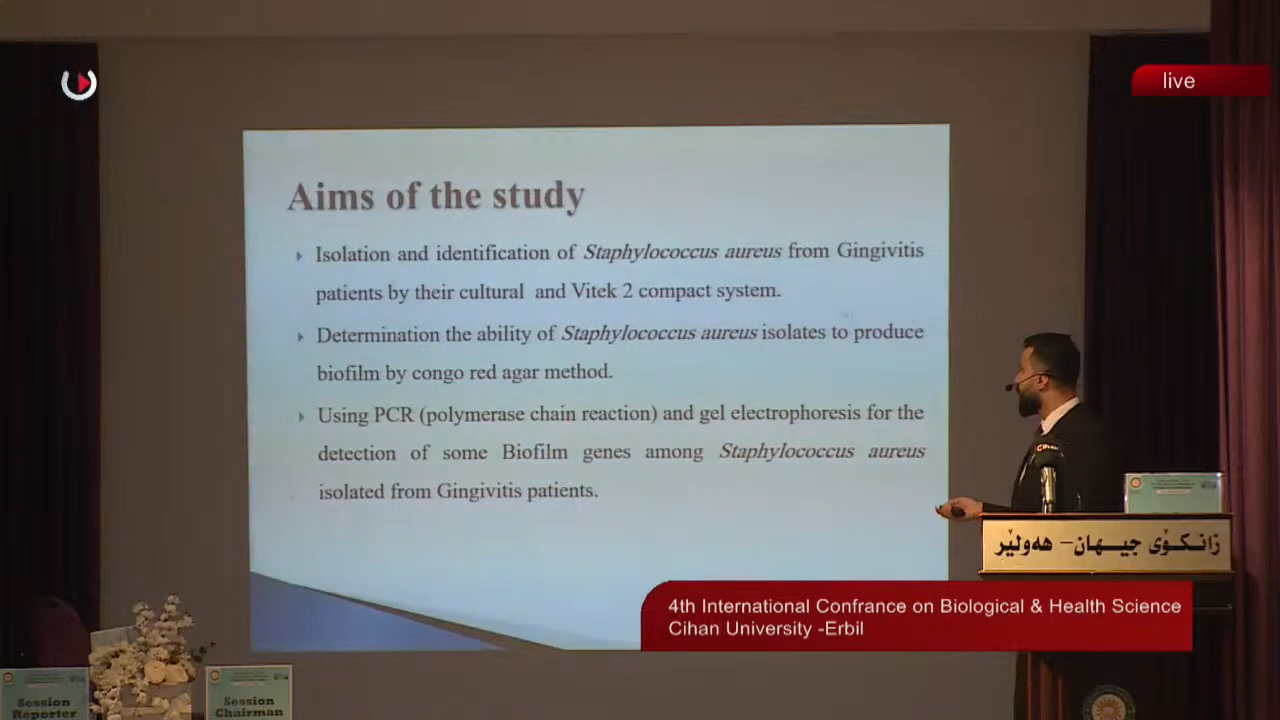 live
Aims of the study
Isolation and identification of Staphylococcus aureus from Gingivitis
patients by their cultural and Vitek 2 compact system.
Determination the ability of Staphylococcus aureus isolates to produce
biofilm by congo red agar method.
Using PCR (polymerase chain reaction) and gel electrophoresis for the
detection of some Biofilm genes among Staphylococcus aureus
isolated from Gingivitis patients.
Cihan
زانکۆی جیهان - هەولێر
4th International Confrance on Biological & Health Science
Cihan University -Erbil
Session
Reporter
Session
Chairman